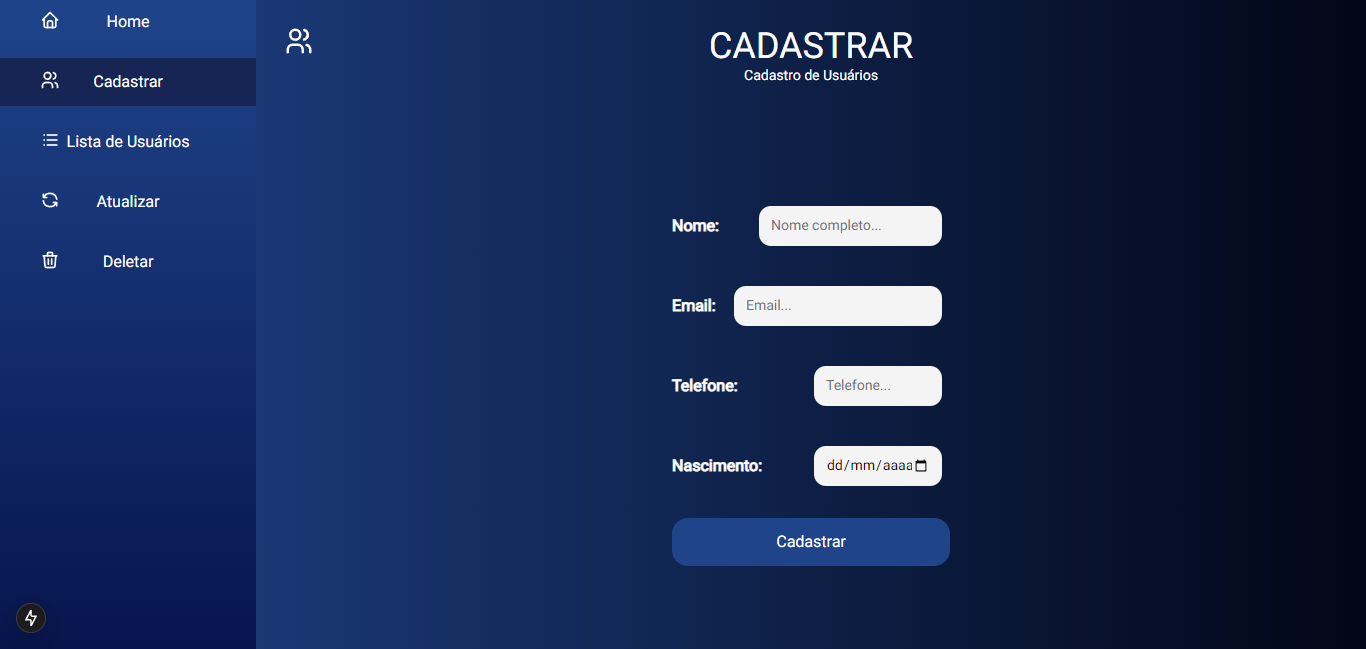 Home
Cadastrar
Lista de Usuários
Atualizar
Deletar
CADASTRAR
Cadastro de Usuários
Nome: Nome completo...
Email: Email...
Telefone: Telefone...
Nascimento: dd/mm/aaaa
Cadastrar